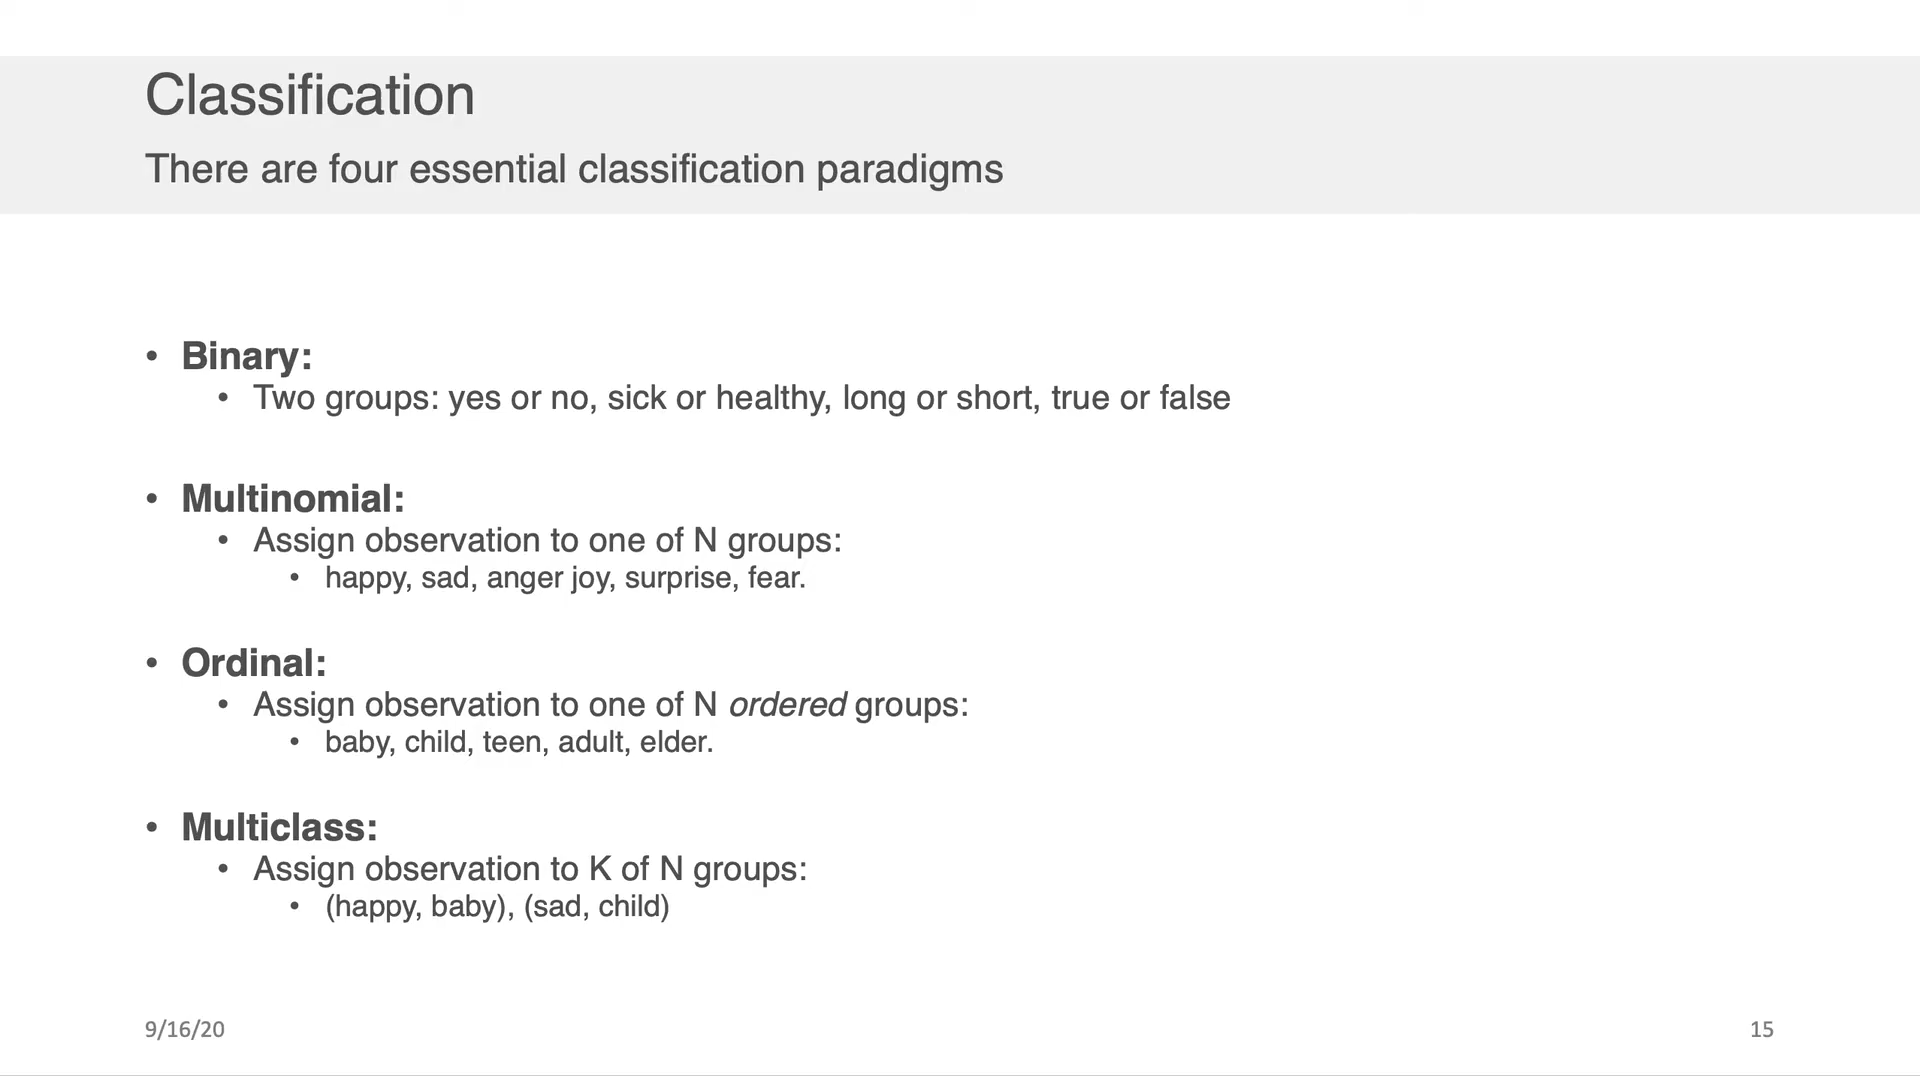 Classification
There are four essential classification paradigms
• Binary:
• Two groups: yes or no, sick or healthy, long or short, true or false
• Multinomial:
• Assign observation to one of N groups:
• happy, sad, anger joy, surprise, fear.
• Ordinal:
• Assign observation to one of N ordered groups:
• baby, child, teen, adult, elder.
• Multiclass:
• Assign observation to K of N groups:
• (happy, baby), (sad, child)
9/16/20
15